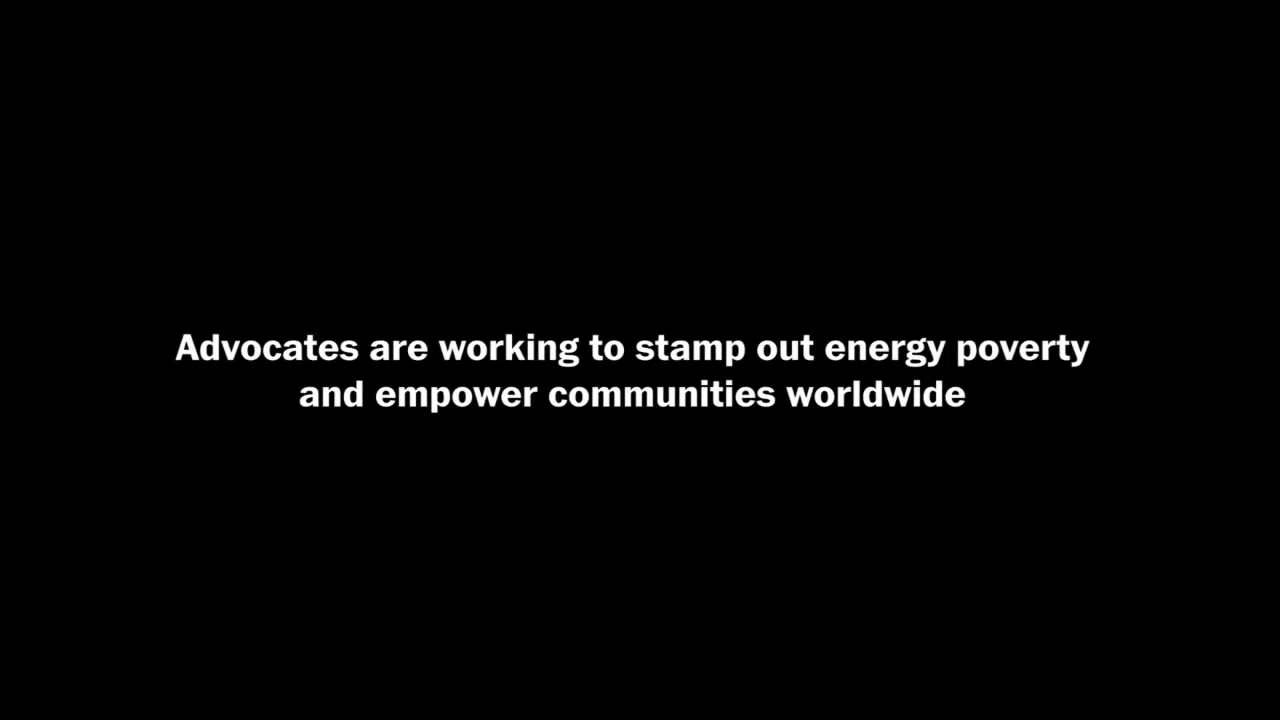 Advocates are working to stamp out energy poverty
and empower communities worldwide